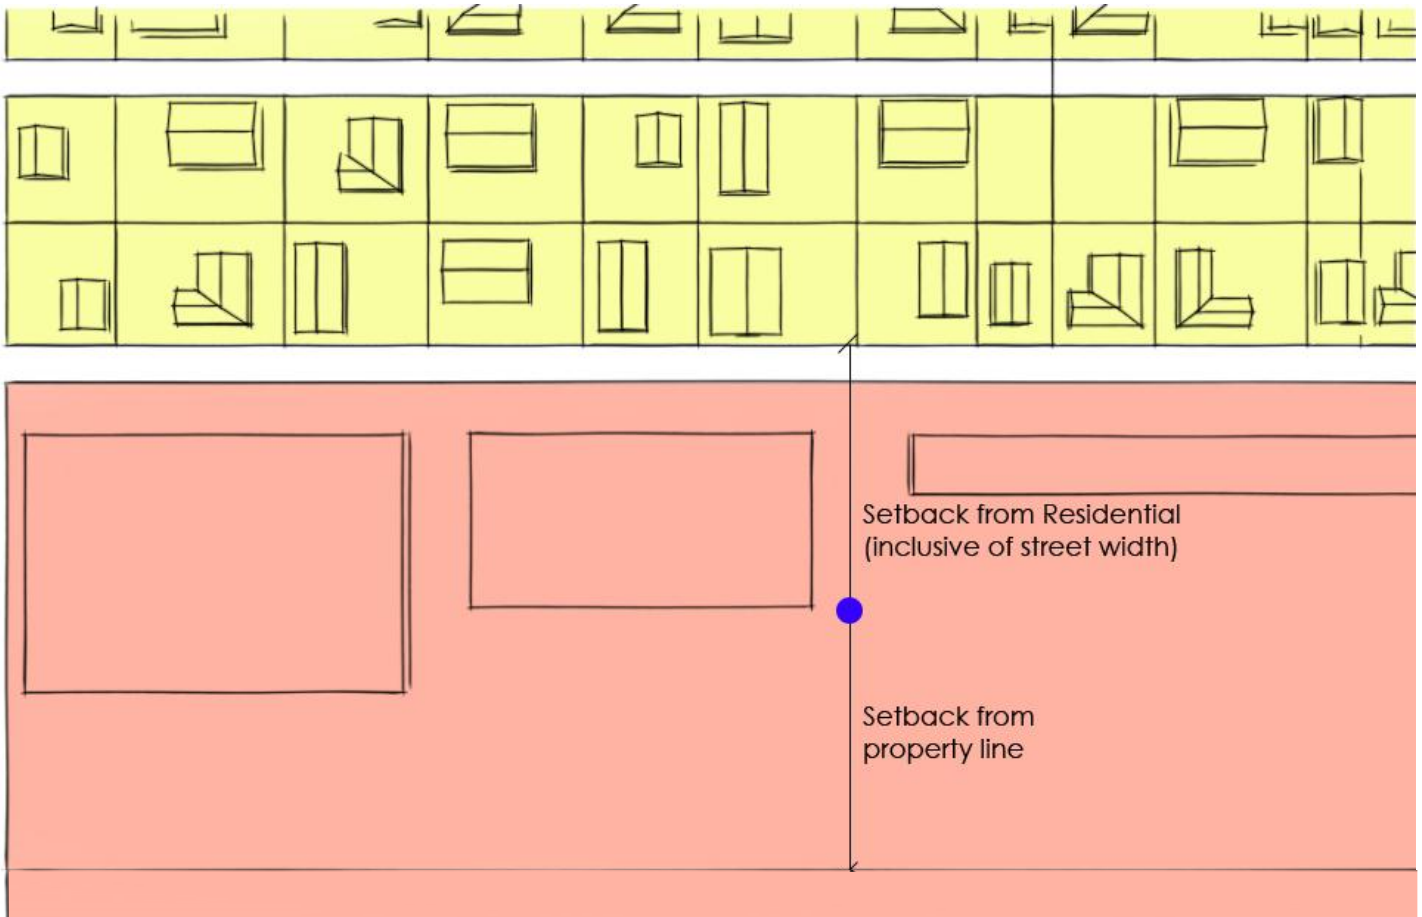 Setback from Residential
(inclusive of street width)
Setback from
property line